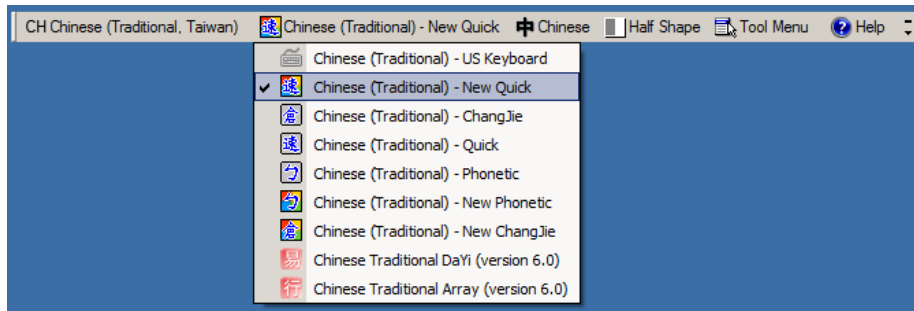 CH Chinese (Traditional, Taiwan) 速 Chinese (Traditional) - New Quick 中 Chinese Half Shape Tool Menu ? Help
Chinese (Traditional) - US Keyboard
速 Chinese (Traditional) - New Quick
倉 Chinese (Traditional) - ChangJie
速 Chinese (Traditional) - Quick
ㄅ Chinese (Traditional) - Phonetic
ㄅ Chinese (Traditional) - New Phonetic
倉 Chinese (Traditional) - New ChangJie
易 Chinese Traditional DaYi (version 6.0)
行 Chinese Traditional Array (version 6.0)